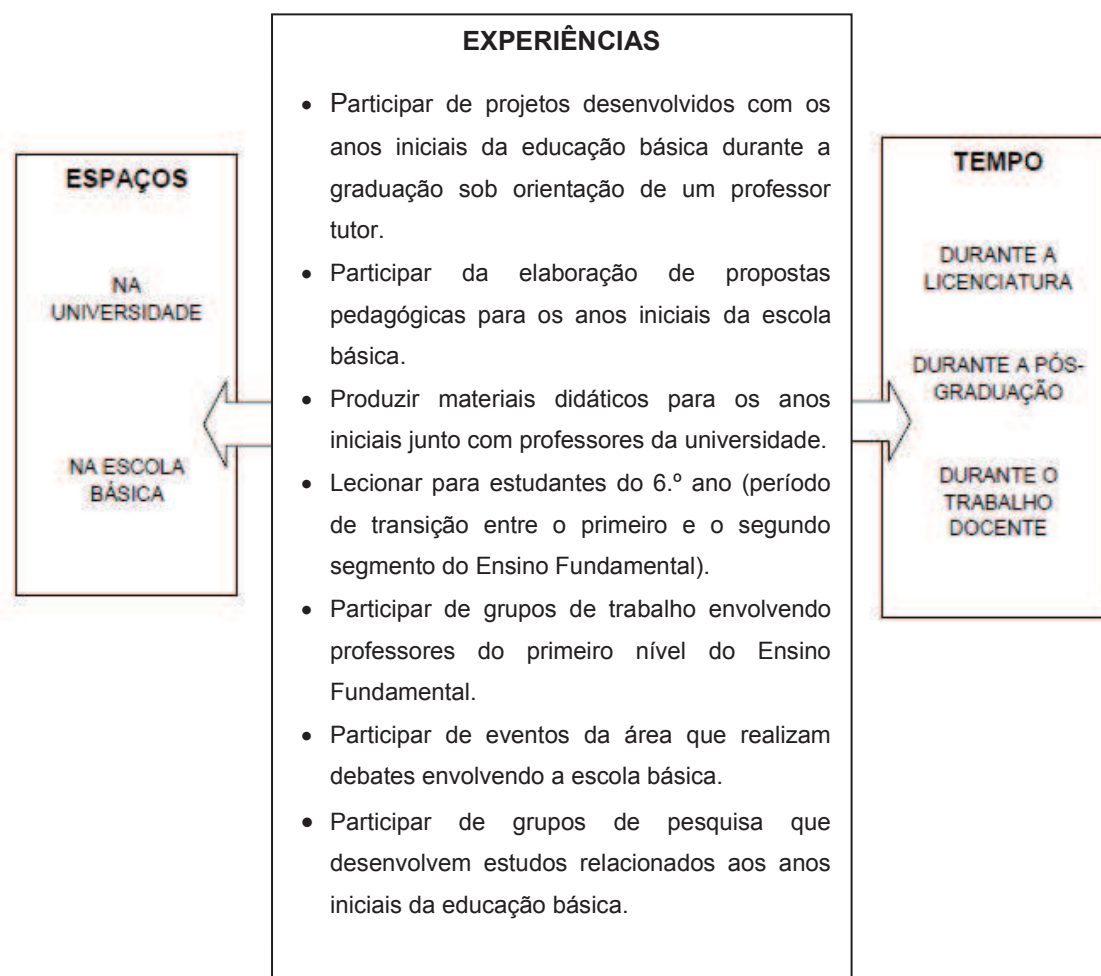 EXPERIÊNCIAS
• Participar de projetos desenvolvidos com os
anos iniciais da educação básica durante a
graduação sob orientação de um professor
tutor.
• Participar da elaboração de propostas
pedagógicas para os anos iniciais da escola
básica.
• Produzir materiais didáticos para os anos
iniciais junto com professores da universidade.
• Lecionar para estudantes do 6.º ano (período
de transição entre o primeiro e o segundo
segmento do Ensino Fundamental).
• Participar de grupos de trabalho envolvendo
professores do primeiro nível do Ensino
Fundamental.
• Participar de eventos da área que realizam
debates envolvendo a escola básica.
• Participar de grupos de pesquisa que
desenvolvem estudos relacionados aos anos
iniciais da educação básica.
ESPAÇOS
NA
UNIVERSIDADE
NA ESCOLA
BÁSICA
TEMPO
DURANTE A
LICENCIATURA
DURANTE A PÓS-
GRADUAÇÃO
DURANTE O
TRABALHO
DOCENTE